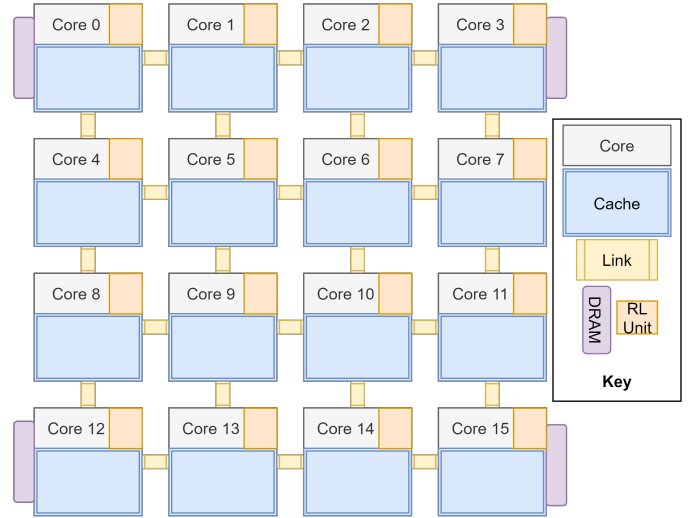 Core 0
Core 1
Core 2
Core 3
Core 4
Core 5
Core 6
Core 7
Core 8
Core 9
Core 10
Core 11
Core 12
Core 13
Core 14
Core 15
Core
Cache
Link
DRAM
RL
Unit
Key